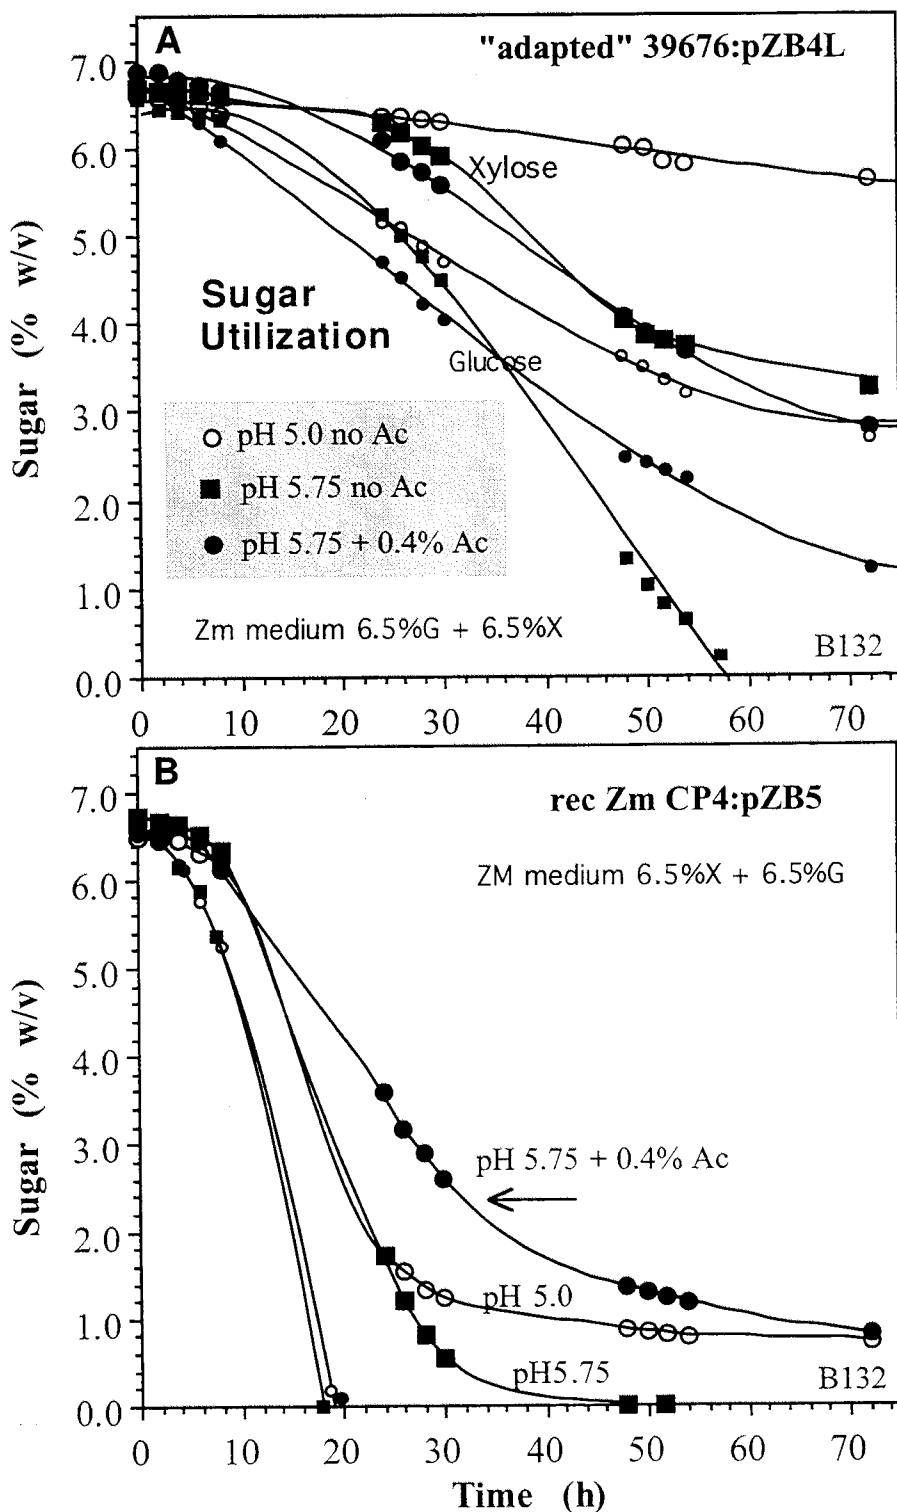 A
"adapted" 39676:pZB4L
7.0
6.0
5.0
4.0
3.0
2.0
1.0
0.0
Sugar (% w/v)
Xylose
Sugar
Utilization
Glucose
pH 5.0 no Ac
pH 5.75 no Ac
pH 5.75 + 0.4% Ac
Zm medium 6.5%G + 6.5%X
B132
0 10 20 30 40 50 60 72
B
rec Zm CP4:pZB5
ZM medium 6.5%X + 6.5%G
7.0
6.0
5.0
4.0
3.0
2.0
1.0
0.0
Sugar (% w/v)
pH 5.75 + 0.4% Ac
pH 5.0
pH5.75
B132
0 10 20 30 40 50 60 72
Time (h)